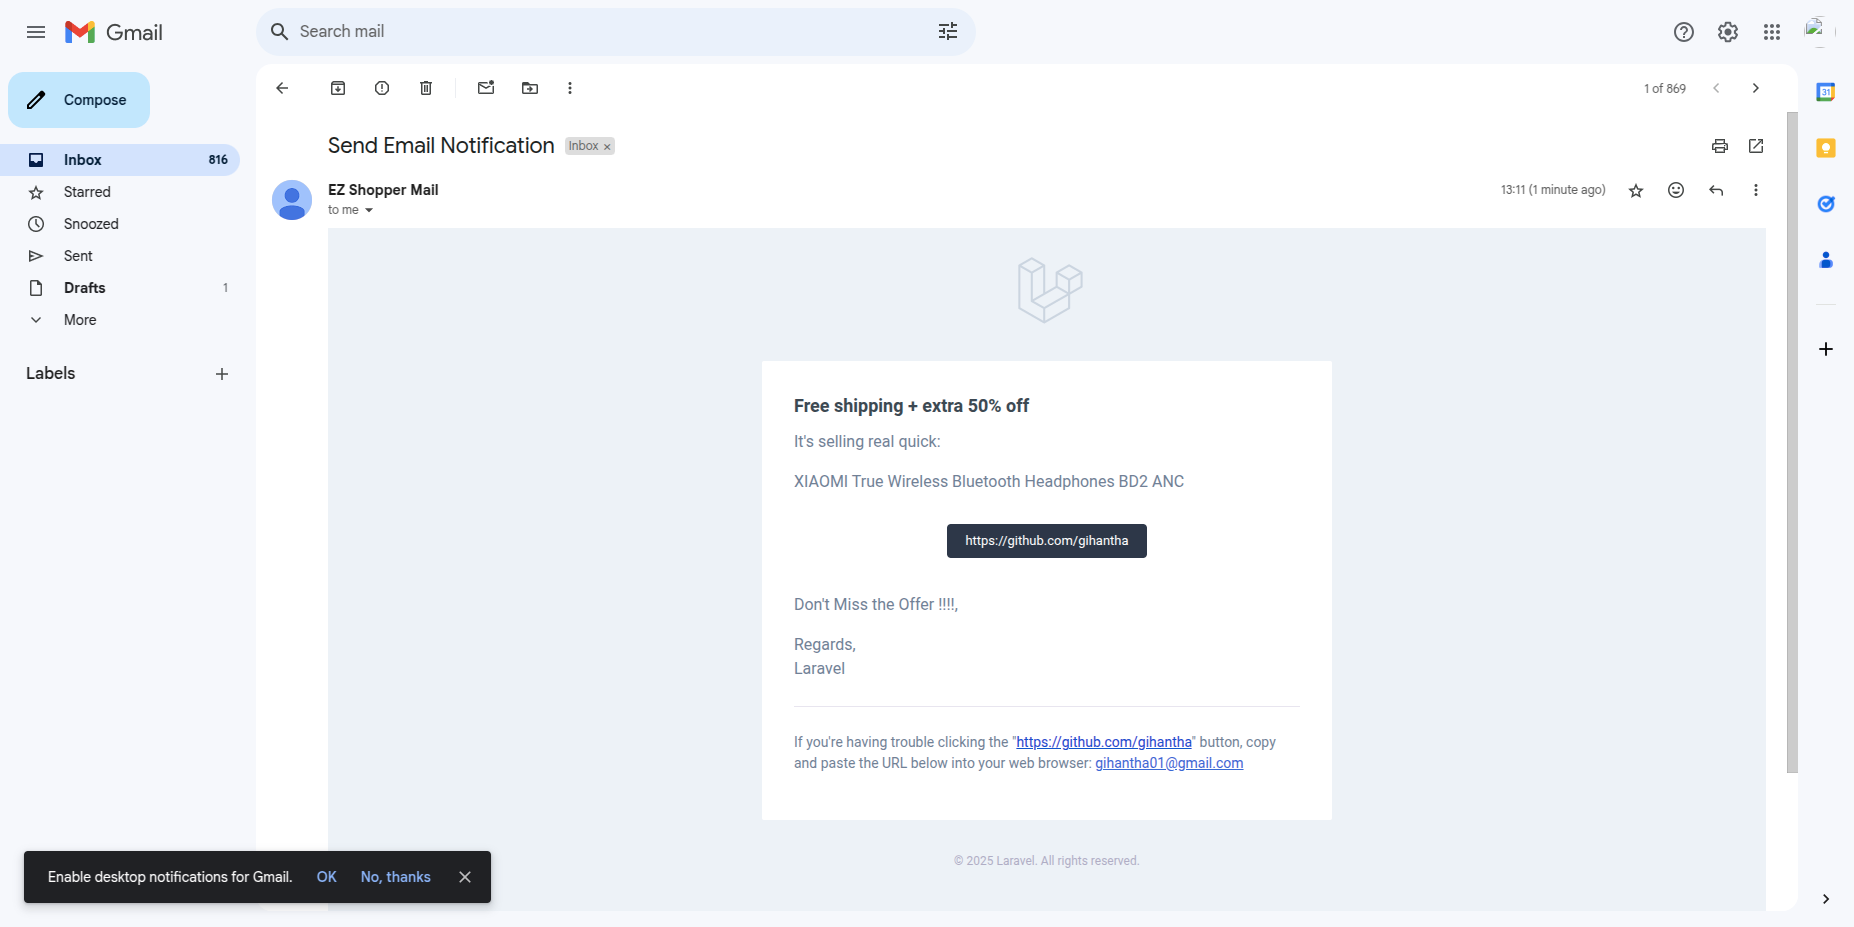 Gmail
Search mail
Compose
Inbox 816
Starred
Snoozed
Sent
Drafts 1
More
Labels
1 of 869
Send Email Notification Inbox ×
EZ Shopper Mail
13:11 (1 minute ago)
to me
Free shipping + extra 50% off
It's selling real quick:
XIAOMI True Wireless Bluetooth Headphones BD2 ANC
https://github.com/gihantha
Don't Miss the Offer !!!!,
Regards,
Laravel
If you're having trouble clicking the "https://github.com/gihantha" button, copy
and paste the URL below into your web browser: gihantha01@gmail.com
© 2025 Laravel. All rights reserved.
Enable desktop notifications for Gmail. OK No, thanks
31